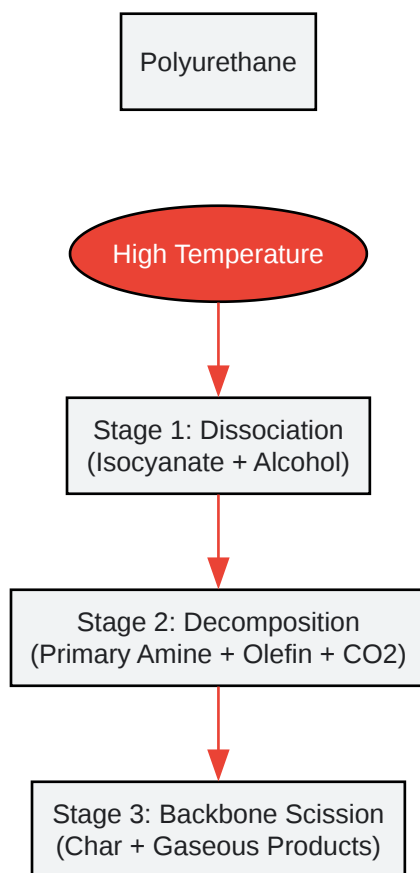 Polyurethane
High Temperature
Stage 1: Dissociation
(Isocyanate + Alcohol)
Stage 2: Decomposition
(Primary Amine + Olefin + CO2)
Stage 3: Backbone Scission
(Char + Gaseous Products)